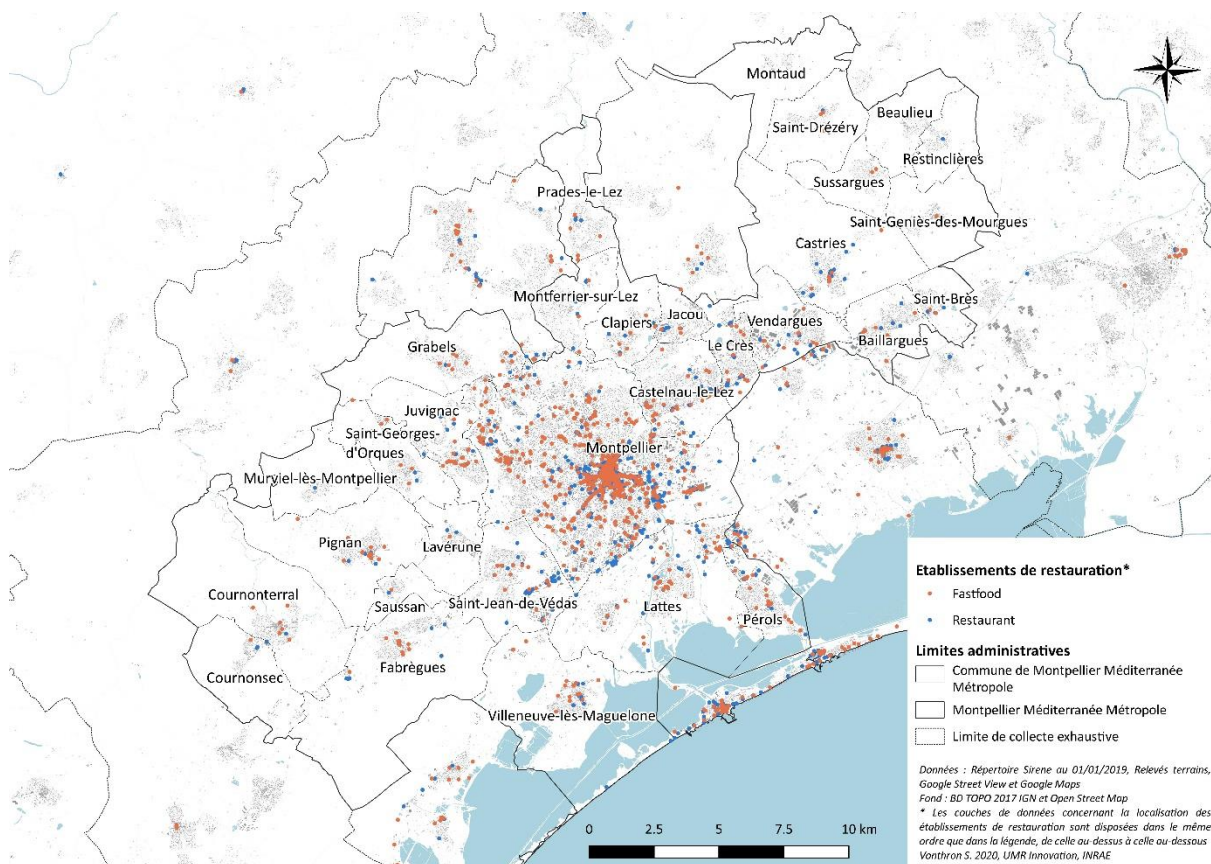 Montaud
Beaulieu
Saint-Drézéry
Restinclières
Sussargues
Prades-le-Lez
Saint-Geniès-des-Mourgues
Castries
Montferrier-sur-Lez
Saint-Brès
Jacou
Vendargues
Clapiers
Baillargues
Le Crès
Grabels
Castelnau-le-Lez
Juvignac
Saint-Georges-
d'Orques
Montpellier
Murviel-lès-Montpellier
Pignan
Lavérune
Cournonterral
Saussan
Saint-Jean-de-Védas
Lattes
Pérols
Fabrègues
Cournonsec
Villeneuve-lès-Maguelone
0 2.5 5 7.5 10 km
Etablissements de restauration*
Fastfood
Restaurant
Limites administratives
Commune de Montpellier Méditerranée
Métropole
Montpellier Méditerranée Métropole
Limite de collecte exhaustive
Données : Répertoire Sirene au 01/01/2019, Relevés terrains,
Google Street View et Google Maps
Fond : BD TOPO 2017 IGN et Open Street Map
* Les couches de données concernant la localisation des
établissements de restauration sont disposées dans le même
ordre que dans la légende, de celle au-dessus à celle au-dessous
Vonthron S. 2020, UMR Innovation, INRAE